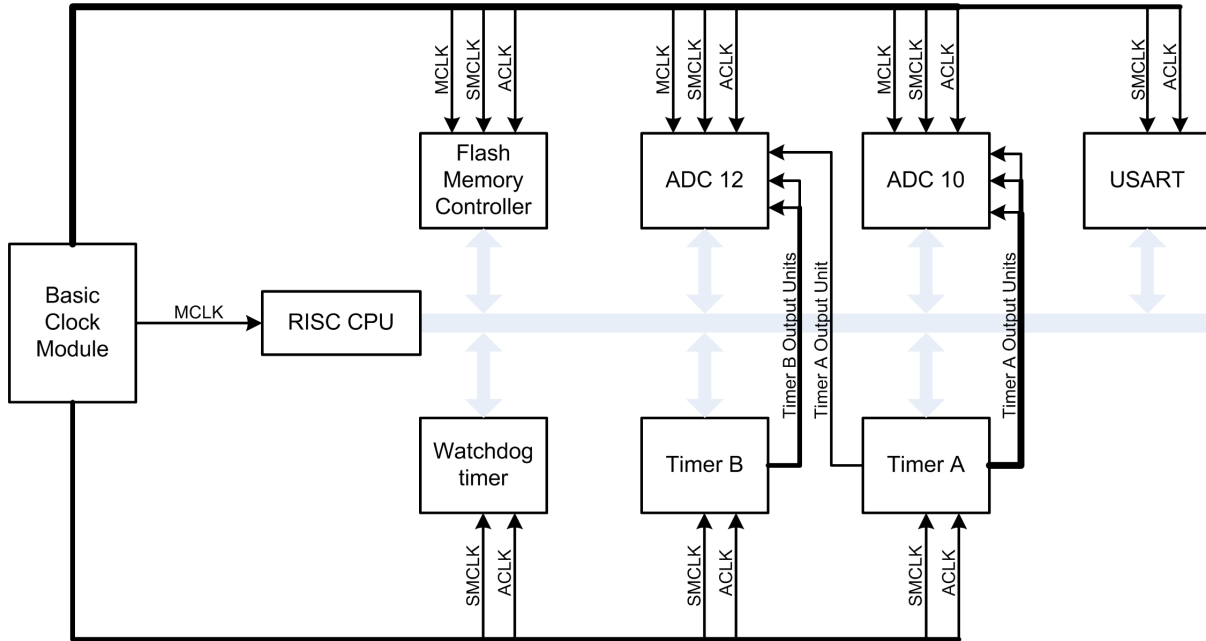 MCLK
SMCLK
ACLK
MCLK
SMCLK
ACLK
MCLK
SMCLK
ACLK
SMCLK
ACLK
Flash
Memory
Controller
ADC 12
ADC 10
USART
Basic
Clock
Module
MCLK
RISC CPU
Timer B Output Units
Timer A Output Unit
Timer A Output Units
Watchdog
timer
Timer B
Timer A
SMCLK
ACLK
SMCLK
ACLK
SMCLK
ACLK